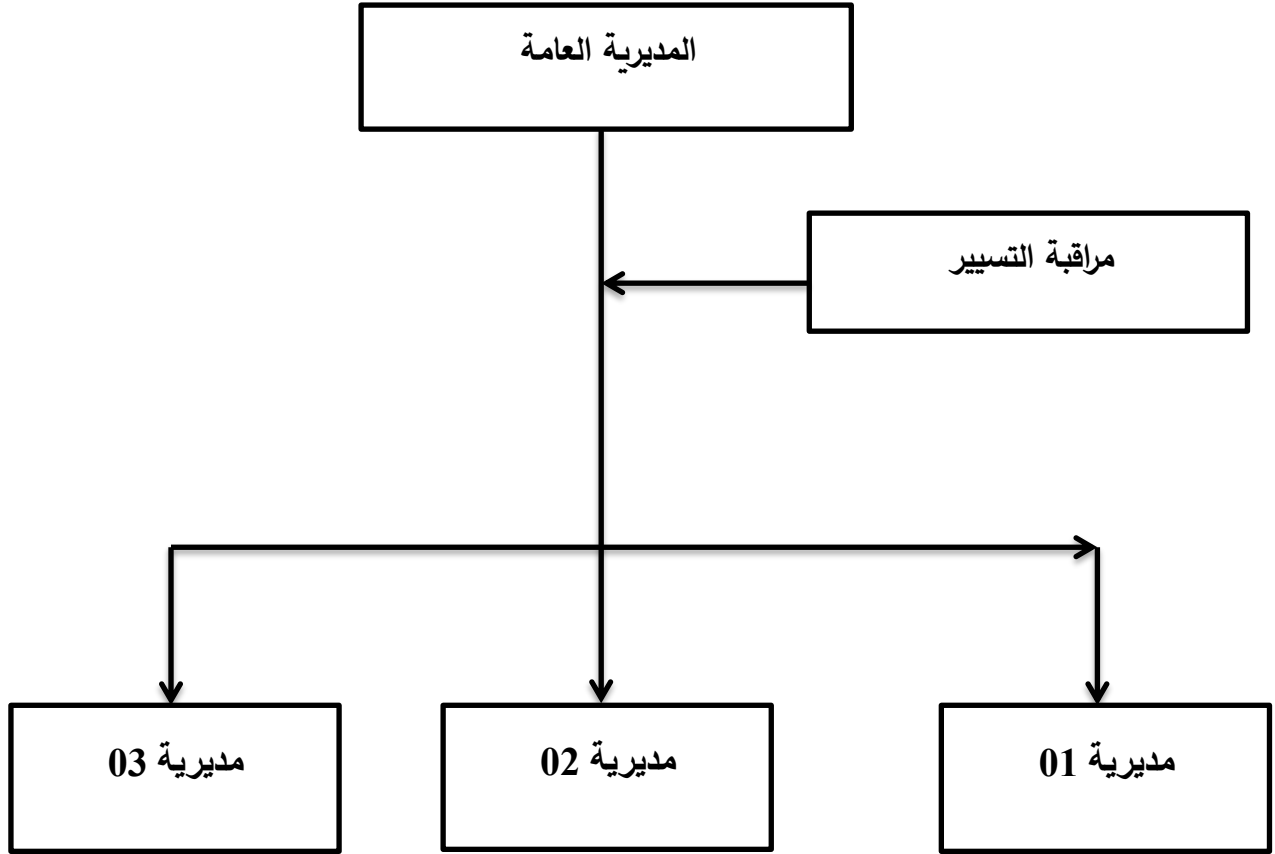 المديرية العامة
مراقبة التسيير
مديرية 01
مديرية 02
مديرية 03